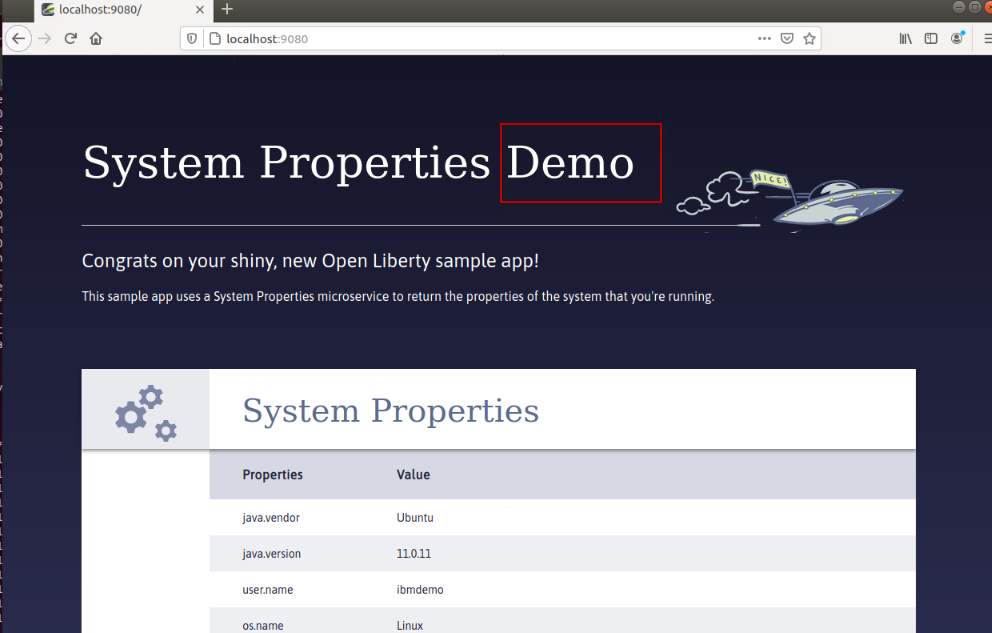 localhost:9080/
localhost:9080
System Properties Demo
NICE!
Congrats on your shiny, new Open Liberty sample app!
This sample app uses a System Properties microservice to return the properties of the system that you're running.
System Properties
Properties Value
java.vendor Ubuntu
java.version 11.0.11
user.name ibmdemo
os.name Linux